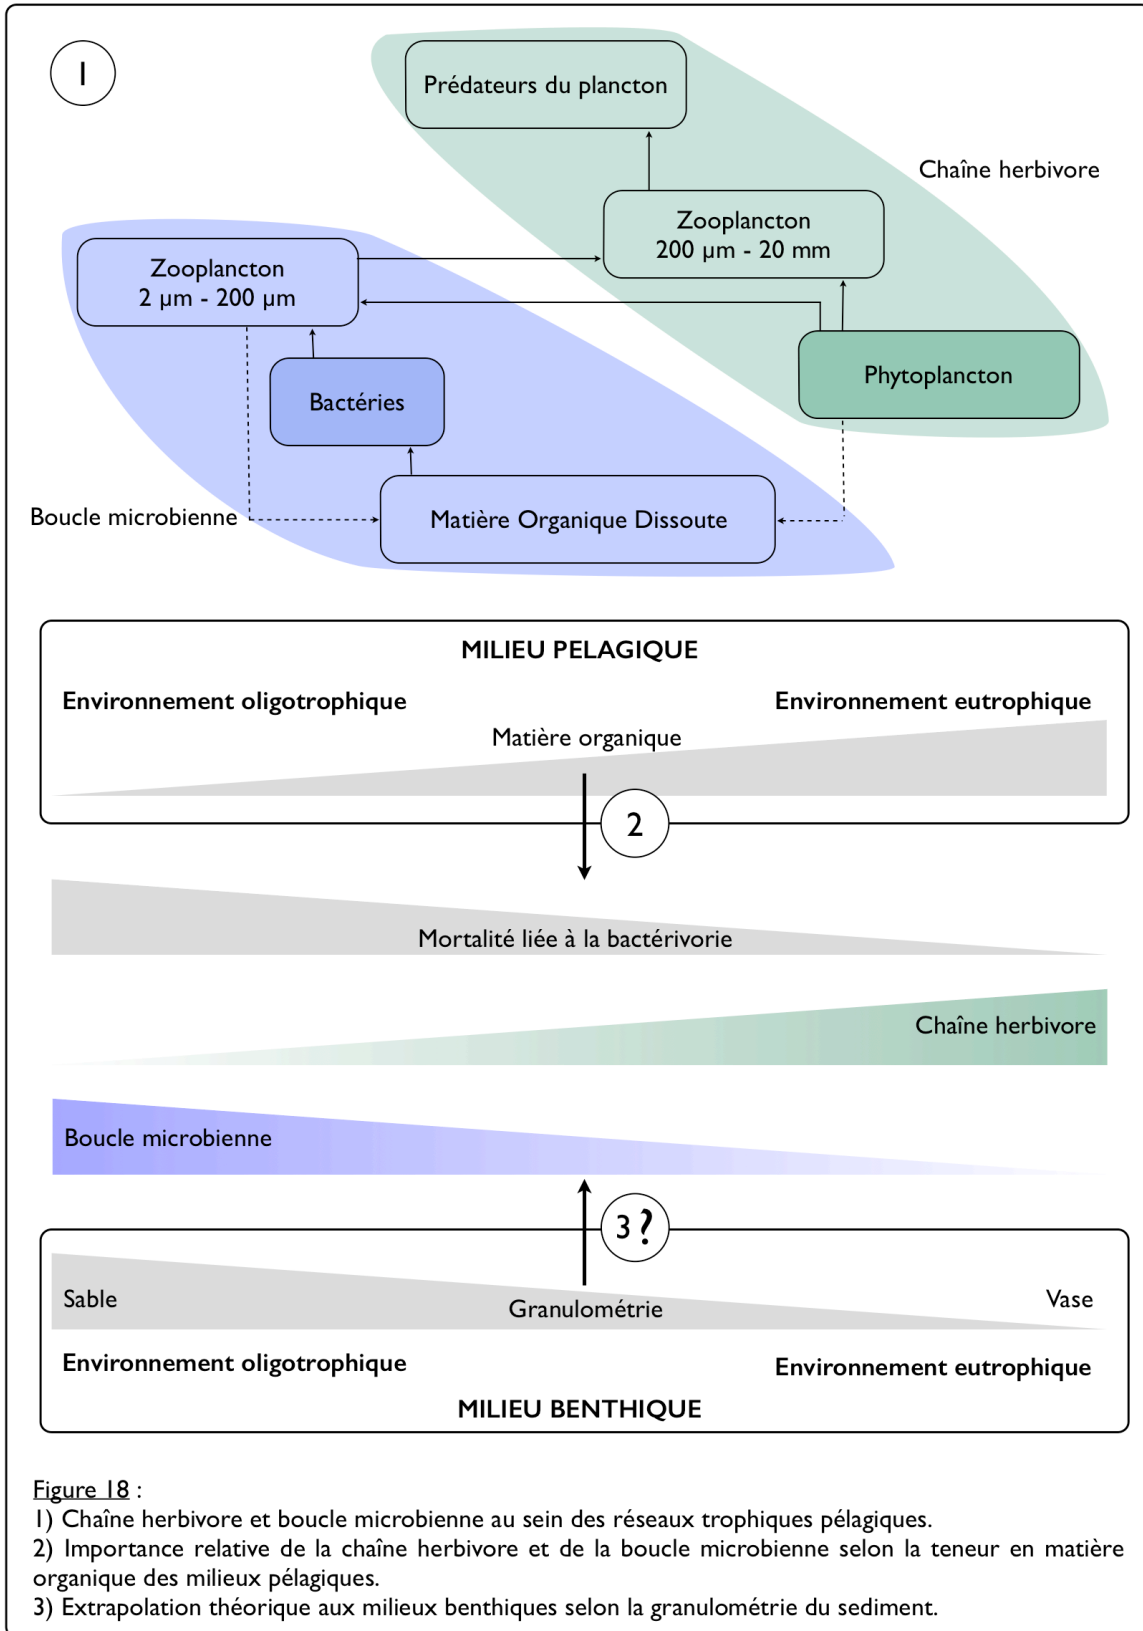 1
Prédateurs du plancton
Chaîne herbivore
Zooplancton
200 µm - 20 mm
Zooplancton
2 µm - 200 µm
Phytoplancton
Bactéries
Boucle microbienne
Matière Organique Dissoute
MILIEU PELAGIQUE
Environnement oligotrophique
Environnement eutrophique
Matière organique
2
Mortalité liée à la bactérivorie
Chaîne herbivore
Boucle microbienne
3 ?
Sable
Granulométrie
Vase
Environnement oligotrophique
Environnement eutrophique
MILIEU BENTHIQUE
Figure 18 :
1) Chaîne herbivore et boucle microbienne au sein des réseaux trophiques pélagiques.
2) Importance relative de la chaîne herbivore et de la boucle microbienne selon la teneur en matière
organique des milieux pélagiques.
3) Extrapolation théorique aux milieux benthiques selon la granulométrie du sediment.